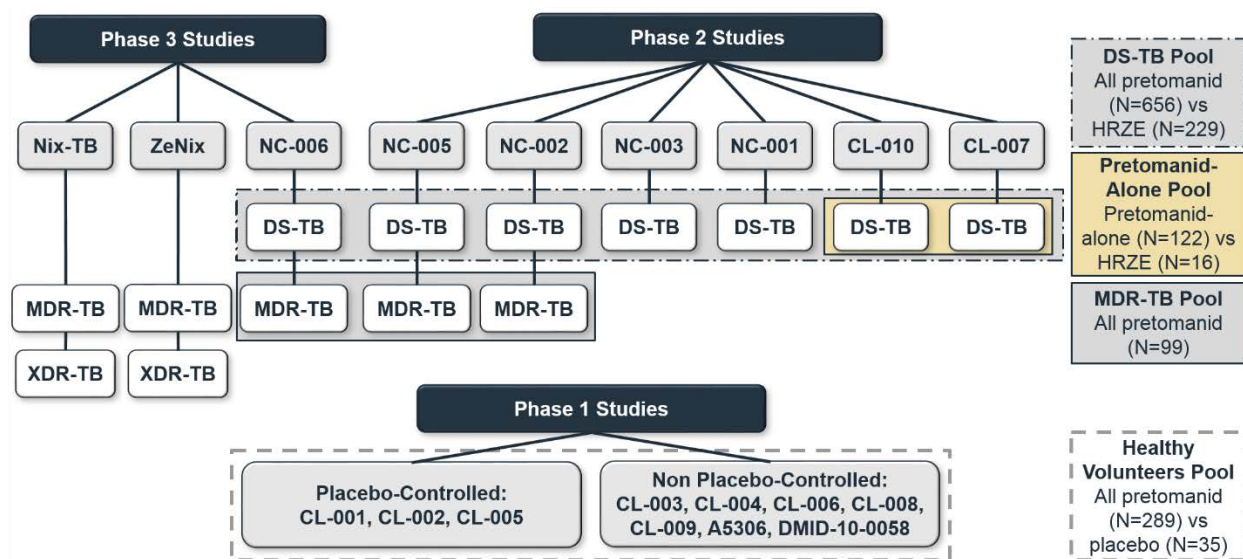 Phase 3 Studies
Phase 2 Studies
Nix-TB
ZeNix
NC-006
NC-005
NC-002
NC-003
NC-001
CL-010
CL-007
DS-TB
DS-TB
DS-TB
DS-TB
DS-TB
DS-TB
DS-TB
MDR-TB
MDR-TB
MDR-TB
MDR-TB
MDR-TB
XDR-TB
XDR-TB
DS-TB Pool
All pretomanid
(N=656) vs
HRZE (N=229)
Pretomanid-
Alone Pool
Pretomanid-
alone (N=122) vs
HRZE (N=16)
MDR-TB Pool
All pretomanid
(N=99)
Phase 1 Studies
Placebo-Controlled:
CL-001, CL-002, CL-005
Non Placebo-Controlled:
CL-003, CL-004, CL-006, CL-008,
CL-009, A5306, DMID-10-0058
Healthy
Volunteers Pool
All pretomanid
(N=289) vs
placebo (N=35)